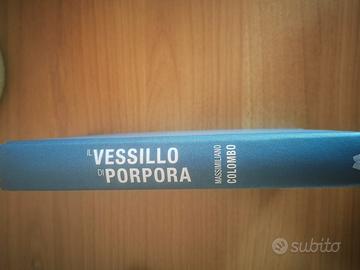 IL
VESSILLO
DI PORPORA
MASSIMILIANO
COLOMBO
subito